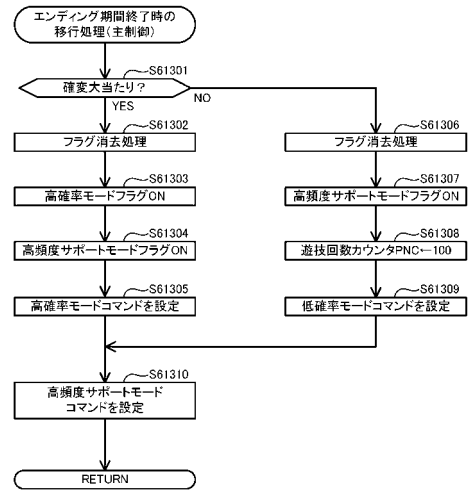 エンディング期間終了時の
移行処理(主制御)
S61301
確変大当たり？
YES
NO
S61302
フラグ消去処理
S61303
高確率モードフラグON
S61304
高頻度サポートモードフラグON
S61305
高確率モードコマンドを設定
S61306
フラグ消去処理
S61307
高頻度サポートモードフラグON
S61308
遊技回数カウンタPNC←100
S61309
低確率モードコマンドを設定
S61310
高頻度サポートモード
コマンドを設定
RETURN